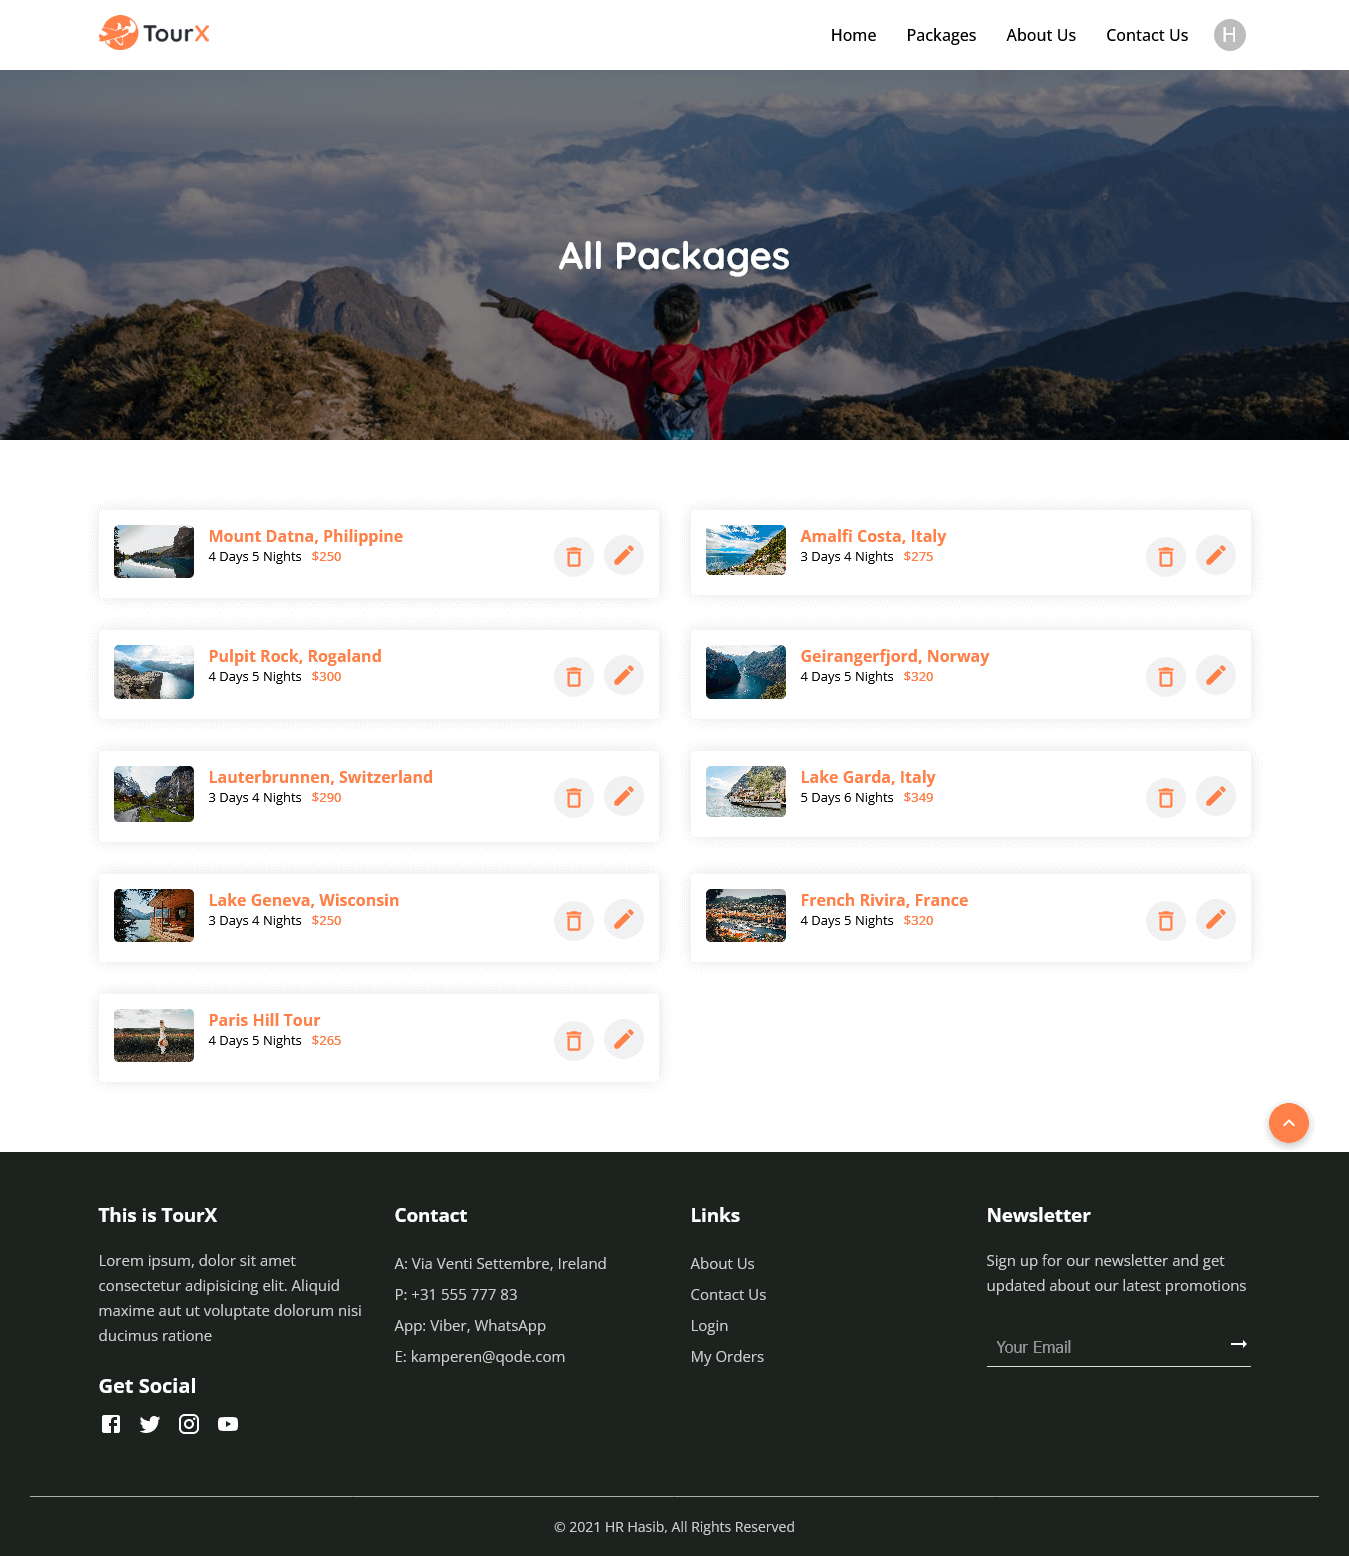 TourX
Home Packages About Us Contact Us H
All Packages
Mount Datna, Philippine
4 Days 5 Nights $250
Amalfi Costa, Italy
3 Days 4 Nights $275
Pulpit Rock, Rogaland
4 Days 5 Nights $300
Geirangerfjord, Norway
4 Days 5 Nights $320
Lauterbrunnen, Switzerland
3 Days 4 Nights $290
Lake Garda, Italy
5 Days 6 Nights $349
Lake Geneva, Wisconsin
3 Days 4 Nights $250
French Rivira, France
4 Days 5 Nights $320
Paris Hill Tour
4 Days 5 Nights $265
This is TourX
Lorem ipsum, dolor sit amet
consectetur adipisicing elit. Aliquid
maxime aut ut voluptate dolorum nisi
ducimus ratione
Get Social
Contact
A: Via Venti Settembre, Ireland
P: +31 555 777 83
App: Viber, WhatsApp
E: kamperen@qode.com
Links
About Us
Contact Us
Login
My Orders
Newsletter
Sign up for our newsletter and get
updated about our latest promotions
Your Email
© 2021 HR Hasib, All Rights Reserved